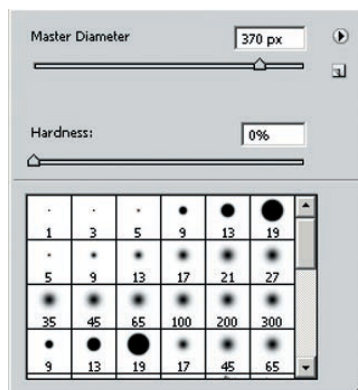 Master Diameter 370 px
Hardness: 0%
1 3 5 9 13 19
5 9 13 17 21 27
35 45 65 100 200 300
9 13 19 17 45 65